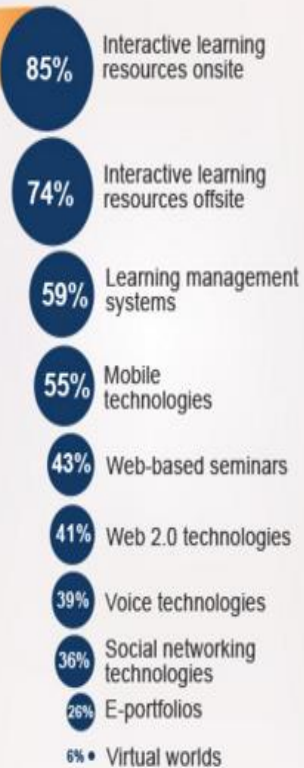 85% Interactive learning
resources onsite
74% Interactive learning
resources offsite
59% Learning management
systems
55% Mobile
technologies
43% Web-based seminars
41% Web 2.0 technologies
39% Voice technologies
36% Social networking
technologies
26% E-portfolios
6% Virtual worlds